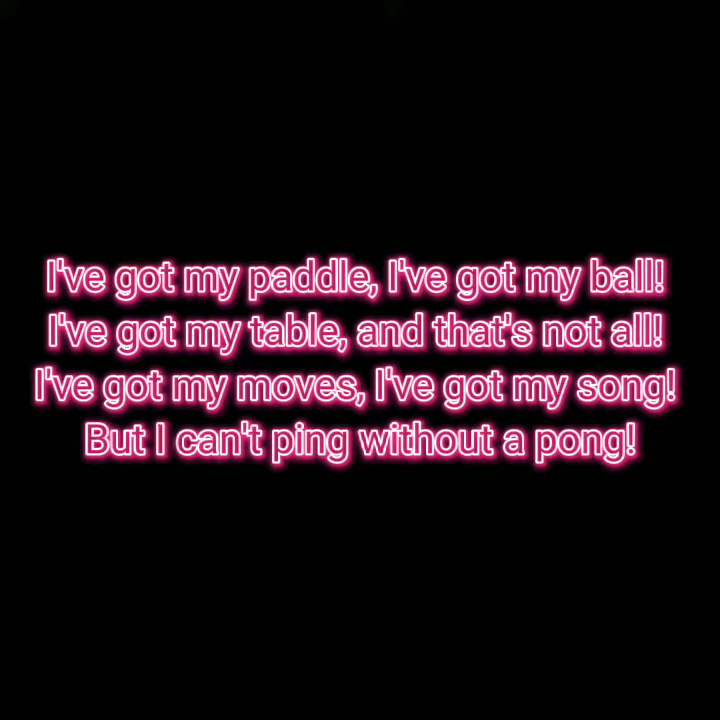 I've got my paddle, I've got my ball!
I've got my table, and that's not all!
I've got my moves, I've got my song!
But I can't ping without a pong!